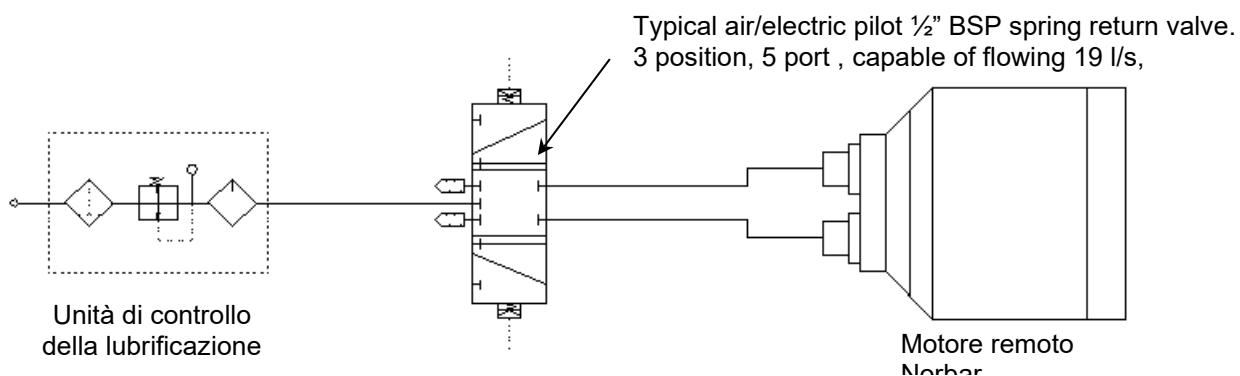 Typical air/electric pilot ½” BSP spring return valve.
3 position, 5 port , capable of flowing 19 l/s,
Unità di controllo
della lubrificazione
Motore remoto
Norbar